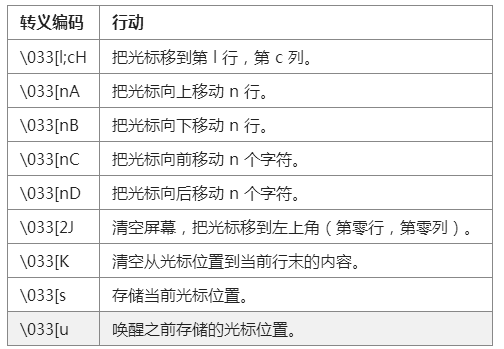 转义编码 行动
\033[l;cH 把光标移到第 l 行，第 c 列。
\033[nA 把光标向上移动 n 行。
\033[nB 把光标向下移动 n 行。
\033[nC 把光标向前移动 n 个字符。
\033[nD 把光标向后移动 n 个字符。
\033[2J 清空屏幕，把光标移到左上角（第零行，第零列）。
\033[K 清空从光标位置到当前行末的内容。
\033[s 存储当前光标位置。
\033[u 唤醒之前存储的光标位置。